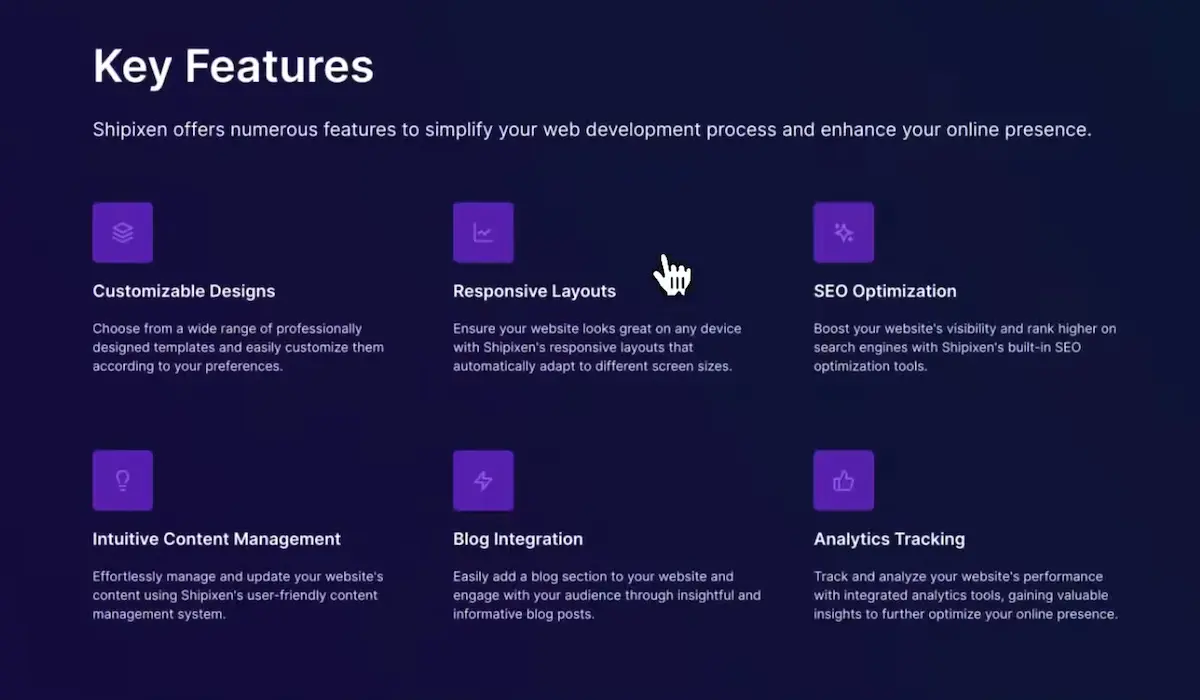 Key Features
Shipixen offers numerous features to simplify your web development process and enhance your online presence.
Customizable Designs
Choose from a wide range of professionally
designed templates and easily customize them
according to your preferences.
Responsive Layouts
Ensure your website looks great on any device
with Shipixen's responsive layouts that
automatically adapt to different screen sizes.
SEO Optimization
Boost your website's visibility and rank higher on
search engines with Shipixen's built-in SEO
optimization tools.
Intuitive Content Management
Effortlessly manage and update your website's
content using Shipixen's user-friendly content
management system.
Blog Integration
Easily add a blog section to your website and
engage with your audience through insightful and
informative blog posts.
Analytics Tracking
Track and analyze your website's performance
with integrated analytics tools, gaining valuable
insights to further optimize your online presence.